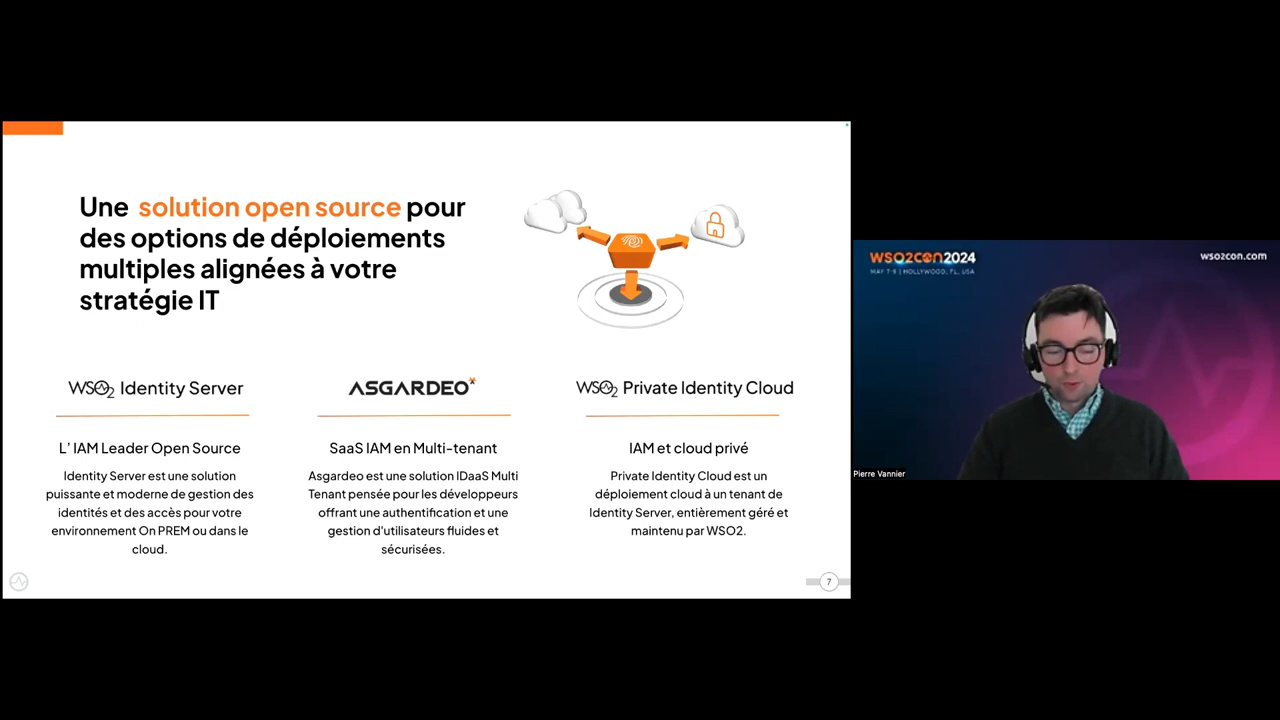 Une solution open source pour
des options de déploiements
multiples alignées à votre
stratégie IT
WSO2 Identity Server
L' IAM Leader Open Source
Identity Server est une solution
puissante et moderne de gestion des
identités et des accès pour votre
environnement On PREM ou dans le
cloud.
ASGARDEO
SaaS IAM en Multi-tenant
Asgardeo est une solution IDaaS Multi
Tenant pensée pour les développeurs
offrant une authentification et une
gestion d'utilisateurs fluides et
sécurisées.
WSO2 Private Identity Cloud
IAM et cloud privé
Private Identity Cloud est un
déploiement cloud à un tenant de
Identity Server, entièrement géré et
maintenu par WSO2.
7
WSO2CON2024
MAY 7-9 | HOLLYWOOD, FL, USA
wso2con.com
Pierre Vannier